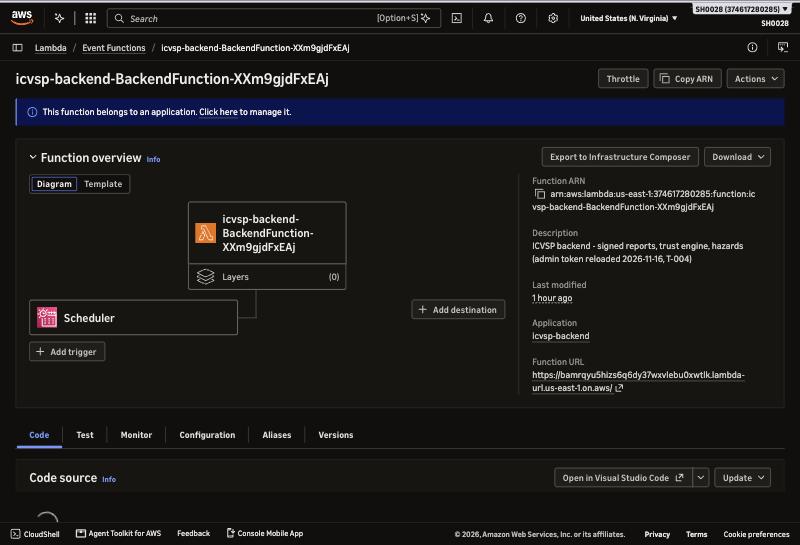 aws
Search
[Option+S]
United States (N. Virginia) ▼
SH0028 (374617280285) ▼
SH0028
Lambda > Event Functions > icvsp-backend-BackendFunction-XXm9gjdFxEAj
icvsp-backend-BackendFunction-XXm9gjdFxEAj
Throttle
Copy ARN
Actions
This function belongs to an application. Click here to manage it.
Function overview Info
Export to Infrastructure Composer
Download
Diagram
Template
icvsp-backend-
BackendFunction-
XXm9gjdFxEAj
Layers
(0)
Scheduler
+ Add trigger
+ Add destination
Function ARN
arn:aws:lambda:us-east-1:374617280285:function:ic
vsp-backend-BackendFunction-XXm9gjdFxEAj
Description
ICVSP backend - signed reports, trust engine, hazards
(admin token reloaded 2026-11-16, T-004)
Last modified
1 hour ago
Application
icvsp-backend
Function URL
https://bamrqyu5hizs6q6dy37wxvlebu0xwtlk.lambda-
url.us-east-1.on.aws/
Code
Test
Monitor
Configuration
Aliases
Versions
Code source Info
Open in Visual Studio Code
Update
CloudShell
Agent Toolkit for AWS
Feedback
Console Mobile App
© 2026, Amazon Web Services, Inc. or its affiliates.
Privacy
Terms
Cookie preferences